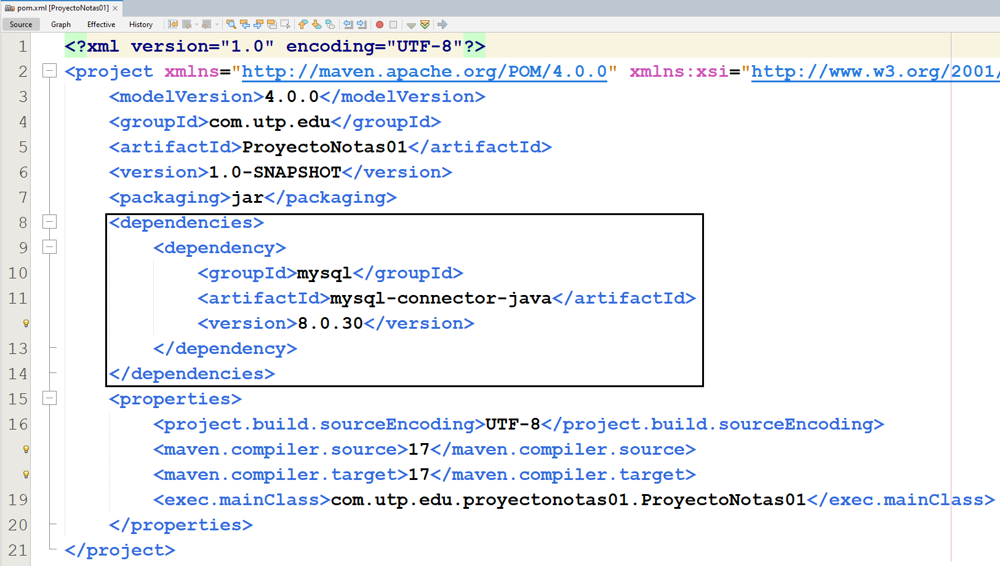 pom.xml [ProyectoNotas01]
Source Graph Effective History
1 <?xml version="1.0" encoding="UTF-8"?>
2 <project xmlns="http://maven.apache.org/POM/4.0.0" xmlns:xsi="http://www.w3.org/2001/
3 <modelVersion>4.0.0</modelVersion>
4 <groupId>com.utp.edu</groupId>
5 <artifactId>ProyectoNotas01</artifactId>
6 <version>1.0-SNAPSHOT</version>
7 <packaging>jar</packaging>
8 <dependencies>
9 <dependency>
10 <groupId>mysql</groupId>
11 <artifactId>mysql-connector-java</artifactId>
<version>8.0.30</version>
13 </dependency>
14 </dependencies>
15 <properties>
16 <project.build.sourceEncoding>UTF-8</project.build.sourceEncoding>
<maven.compiler.source>17</maven.compiler.source>
<maven.compiler.target>17</maven.compiler.target>
19 <exec.mainClass>com.utp.edu.proyectonotas01.ProyectoNotas01</exec.mainClass>
20 </properties>
21 </project>